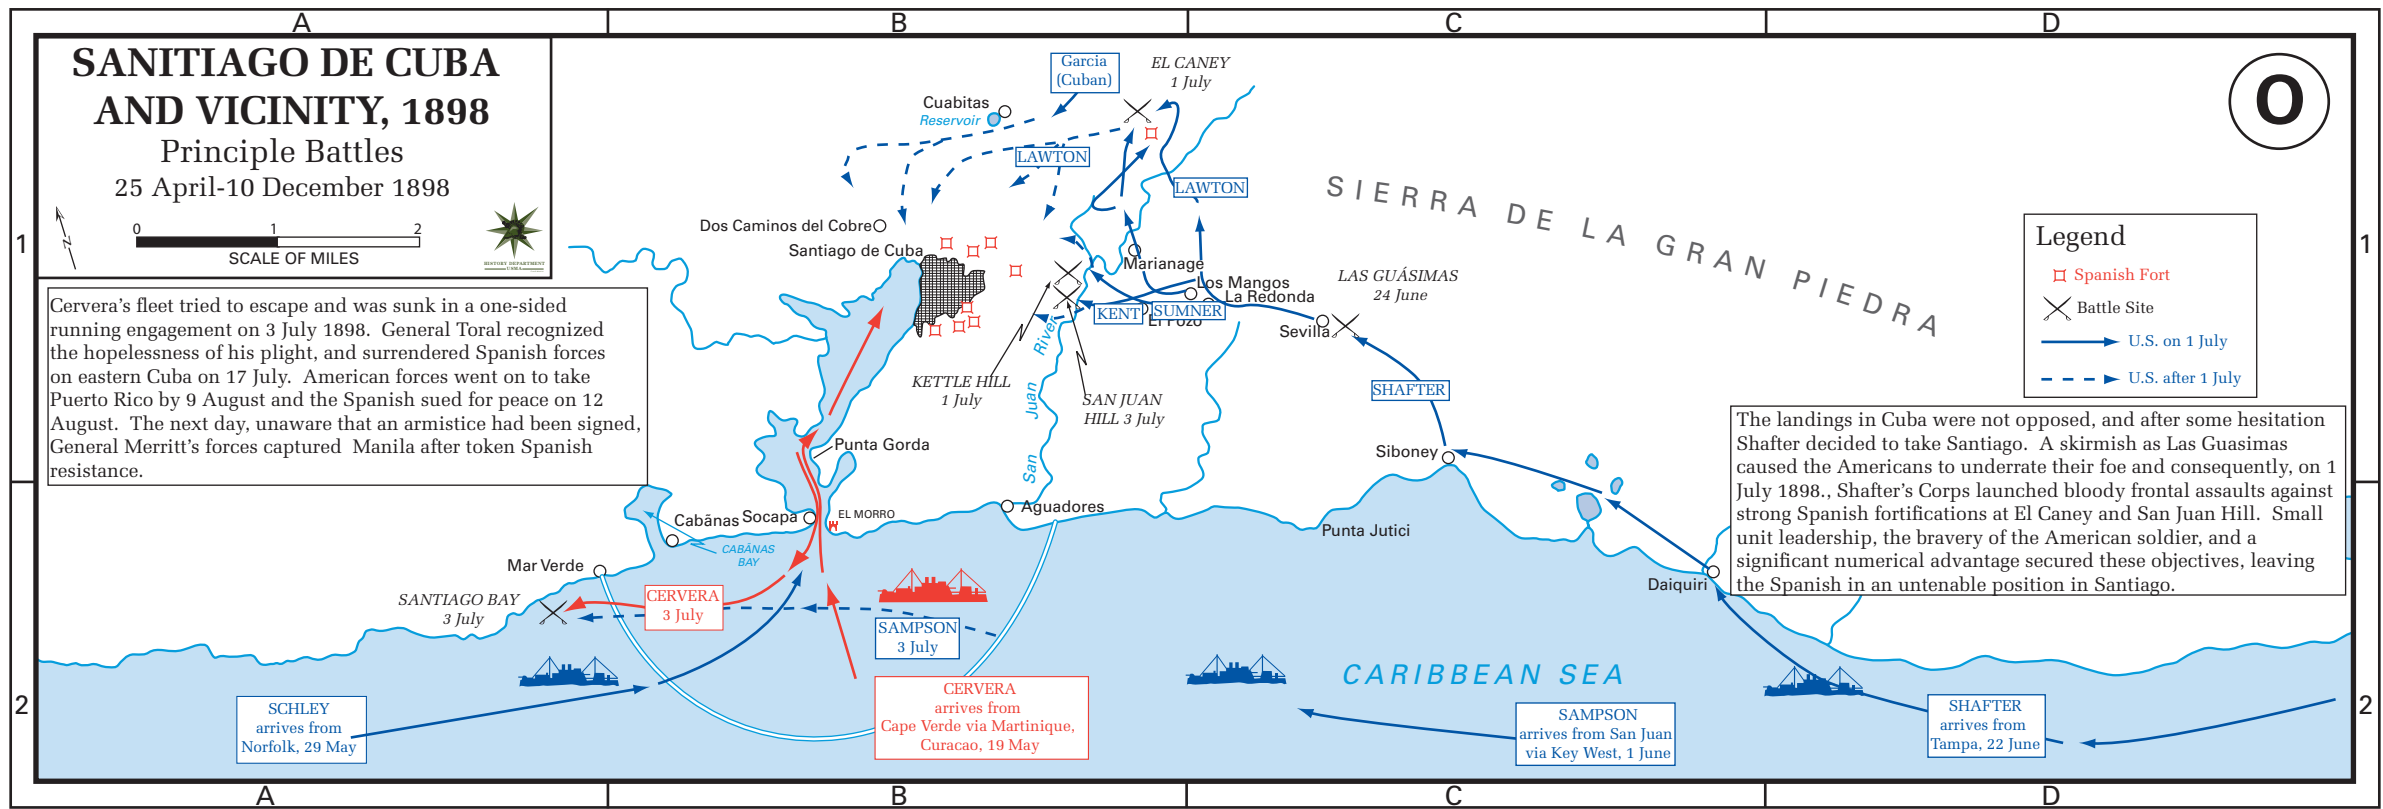 A
B
C
D
SANITIAGO DE CUBA
AND VICINITY, 1898
Principle Battles
25 April-10 December 1898
0
1
2
SCALE OF MILES
HISTORY DEPARTMENT
USMA
O
1
1
Cervera's fleet tried to escape and was sunk in a one-sided
running engagement on 3 July 1898. General Toral recognized
the hopelessness of his plight, and surrendered Spanish forces
on eastern Cuba on 17 July. American forces went on to take
Puerto Rico by 9 August and the Spanish sued for peace on 12
August. The next day, unaware that an armistice had been signed,
General Merritt's forces captured Manila after token Spanish
resistance.
Garcia
(Cuban)
EL CANEY
1 July
Cuabitas
Reservoir
LAWTON
LAWTON
SIERRA DE LA GRAN PIEDRA
Dos Caminos del Cobre
Santiago de Cuba
Marianage
Los Mangos
La Redonda
KENT
SUMNER
El Pozo
LAS GUÁSIMAS
24 June
Sevilla
Legend
Spanish Fort
Battle Site
U.S. on 1 July
U.S. after 1 July
KETTLE HILL
1 July
SAN JUAN
HILL 3 July
San Juan River
SHAFTER
Siboney
The landings in Cuba were not opposed, and after some hesitation
Shafter decided to take Santiago. A skirmish as Las Guasimas
caused the Americans to underrate their foe and consequently, on 1
July 1898., Shafter's Corps launched bloody frontal assaults against
strong Spanish fortifications at El Caney and San Juan Hill. Small
unit leadership, the bravery of the American soldier, and a
significant numerical advantage secured these objectives, leaving
the Spanish in an untenable position in Santiago.
Punta Gorda
Cabãnas
Socapa
EL MORRO
Aguadores
Punta Jutici
CABÃNAS
BAY
Mar Verde
Daiquiri
SANTIAGO BAY
3 July
CERVERA
3 July
SAMPSON
3 July
CARIBBEAN SEA
2
2
SCHLEY
arrives from
Norfolk, 29 May
CERVERA
arrives from
Cape Verde via Martinique,
Curacao, 19 May
SAMPSON
arrives from San Juan
via Key West, 1 June
SHAFTER
arrives from
Tampa, 22 June
A
B
C
D